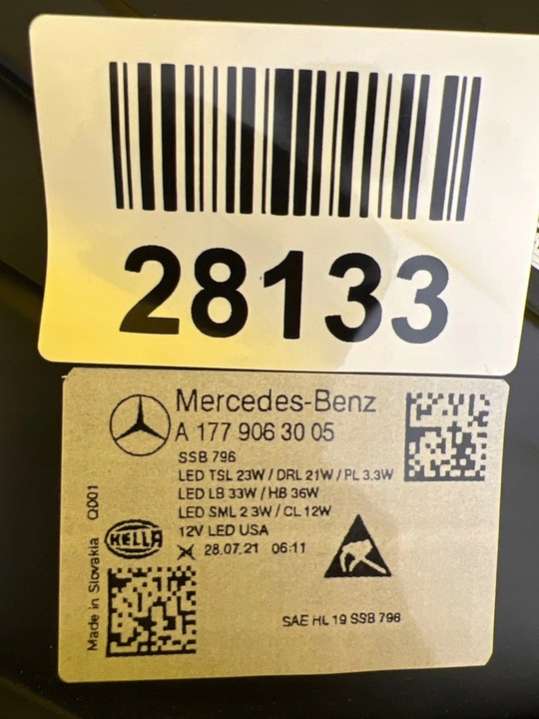 28133
Mercedes-Benz
A 177 906 30 05
SSB 796
LED TSL 23W / DRL 21W / PL 3.3W
LED LB 33W / HB 36W
LED SML 2 3W / CL 12W
12V LED USA
28.07.21 06:11
HELLA
Made in Slovakia Q001
SAE HL 19 SSB 796